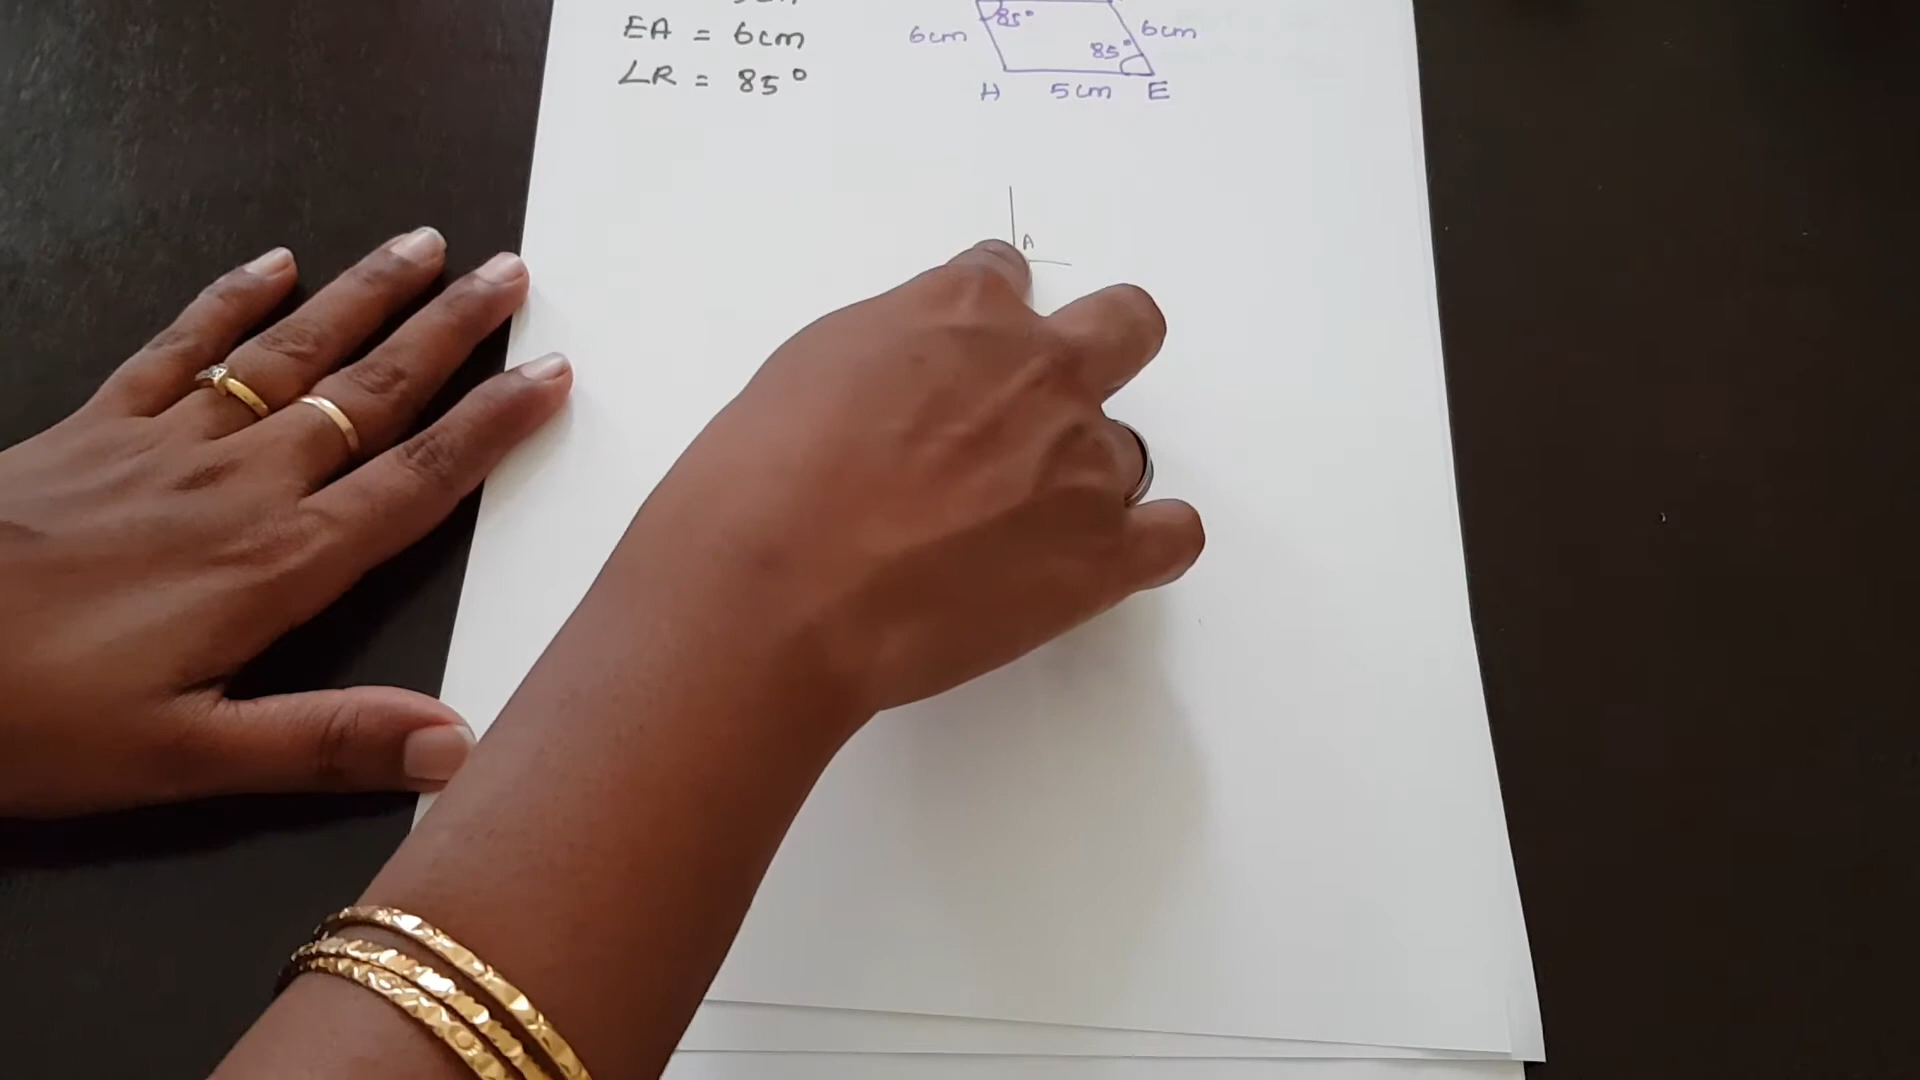 EA = 6cm
∠R = 85°
85°
6cm
6cm
85°
H 5cm E
A